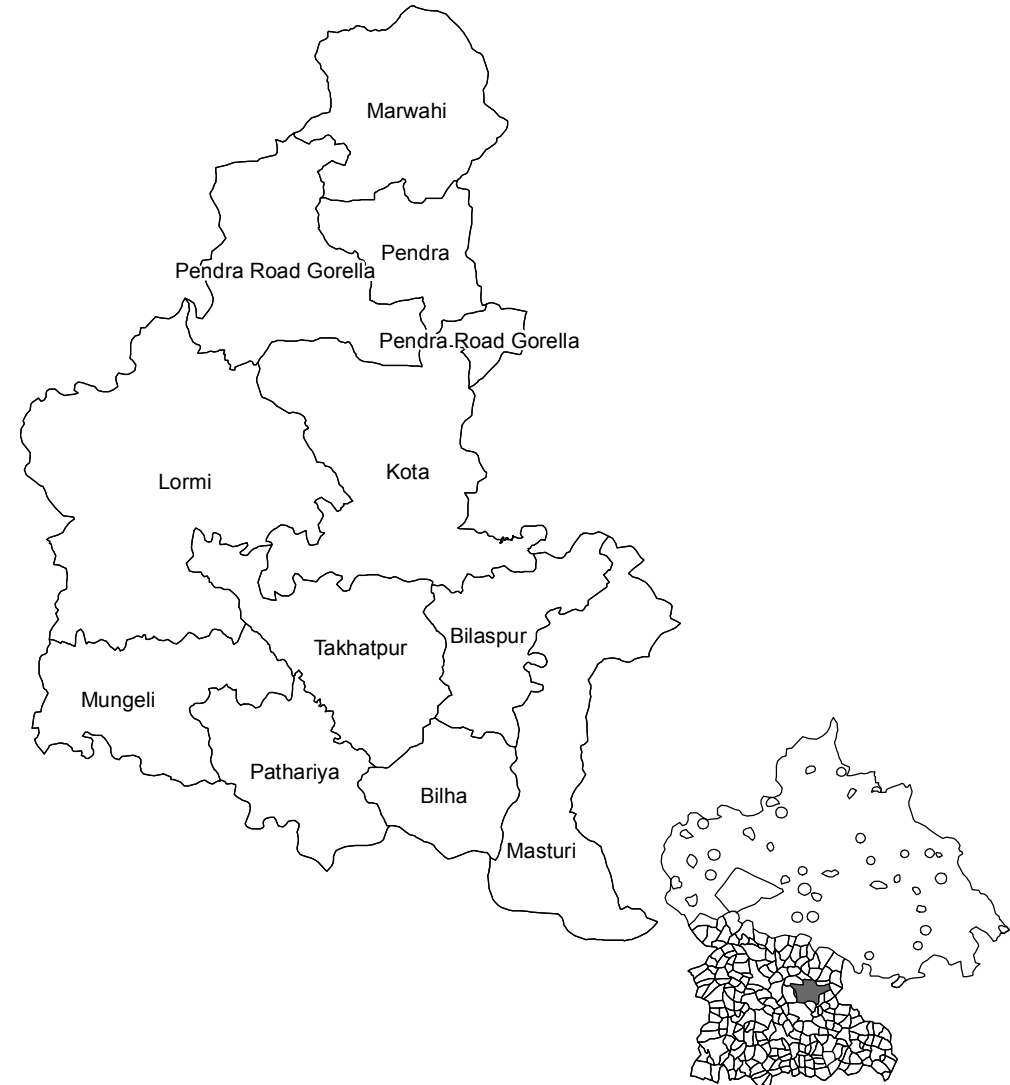 Marwahi
Pendra
Pendra Road Gorella
Pendra Road Gorella
Kota
Lormi
Bilaspur
Takhatpur
Mungeli
Pathariya
Bilha
Masturi